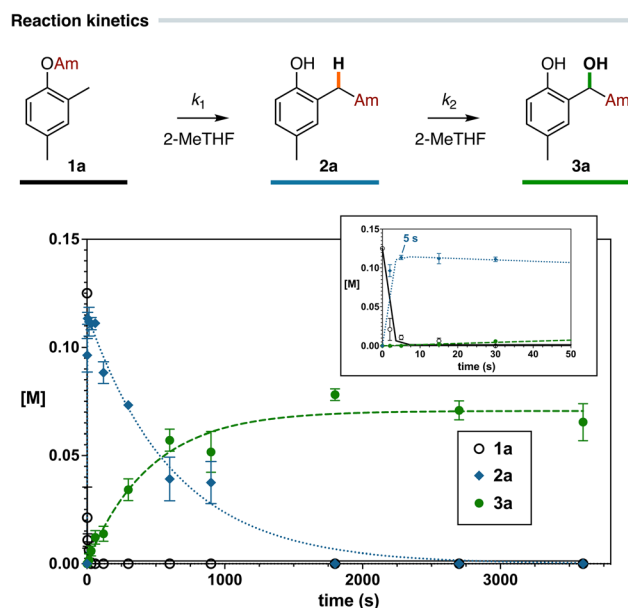 Reaction kinetics
OAm
1a
k1
2-MeTHF
OH
H
Am
2a
k2
2-MeTHF
OH
OH
Am
3a
0.15
0.10
[M]
0.05
0.00
0
1000
2000
3000
time (s)
0.15
0.10
[M]
0.05
0.00
0
10
20
30
40
50
time (s)
5 s
1a
2a
3a